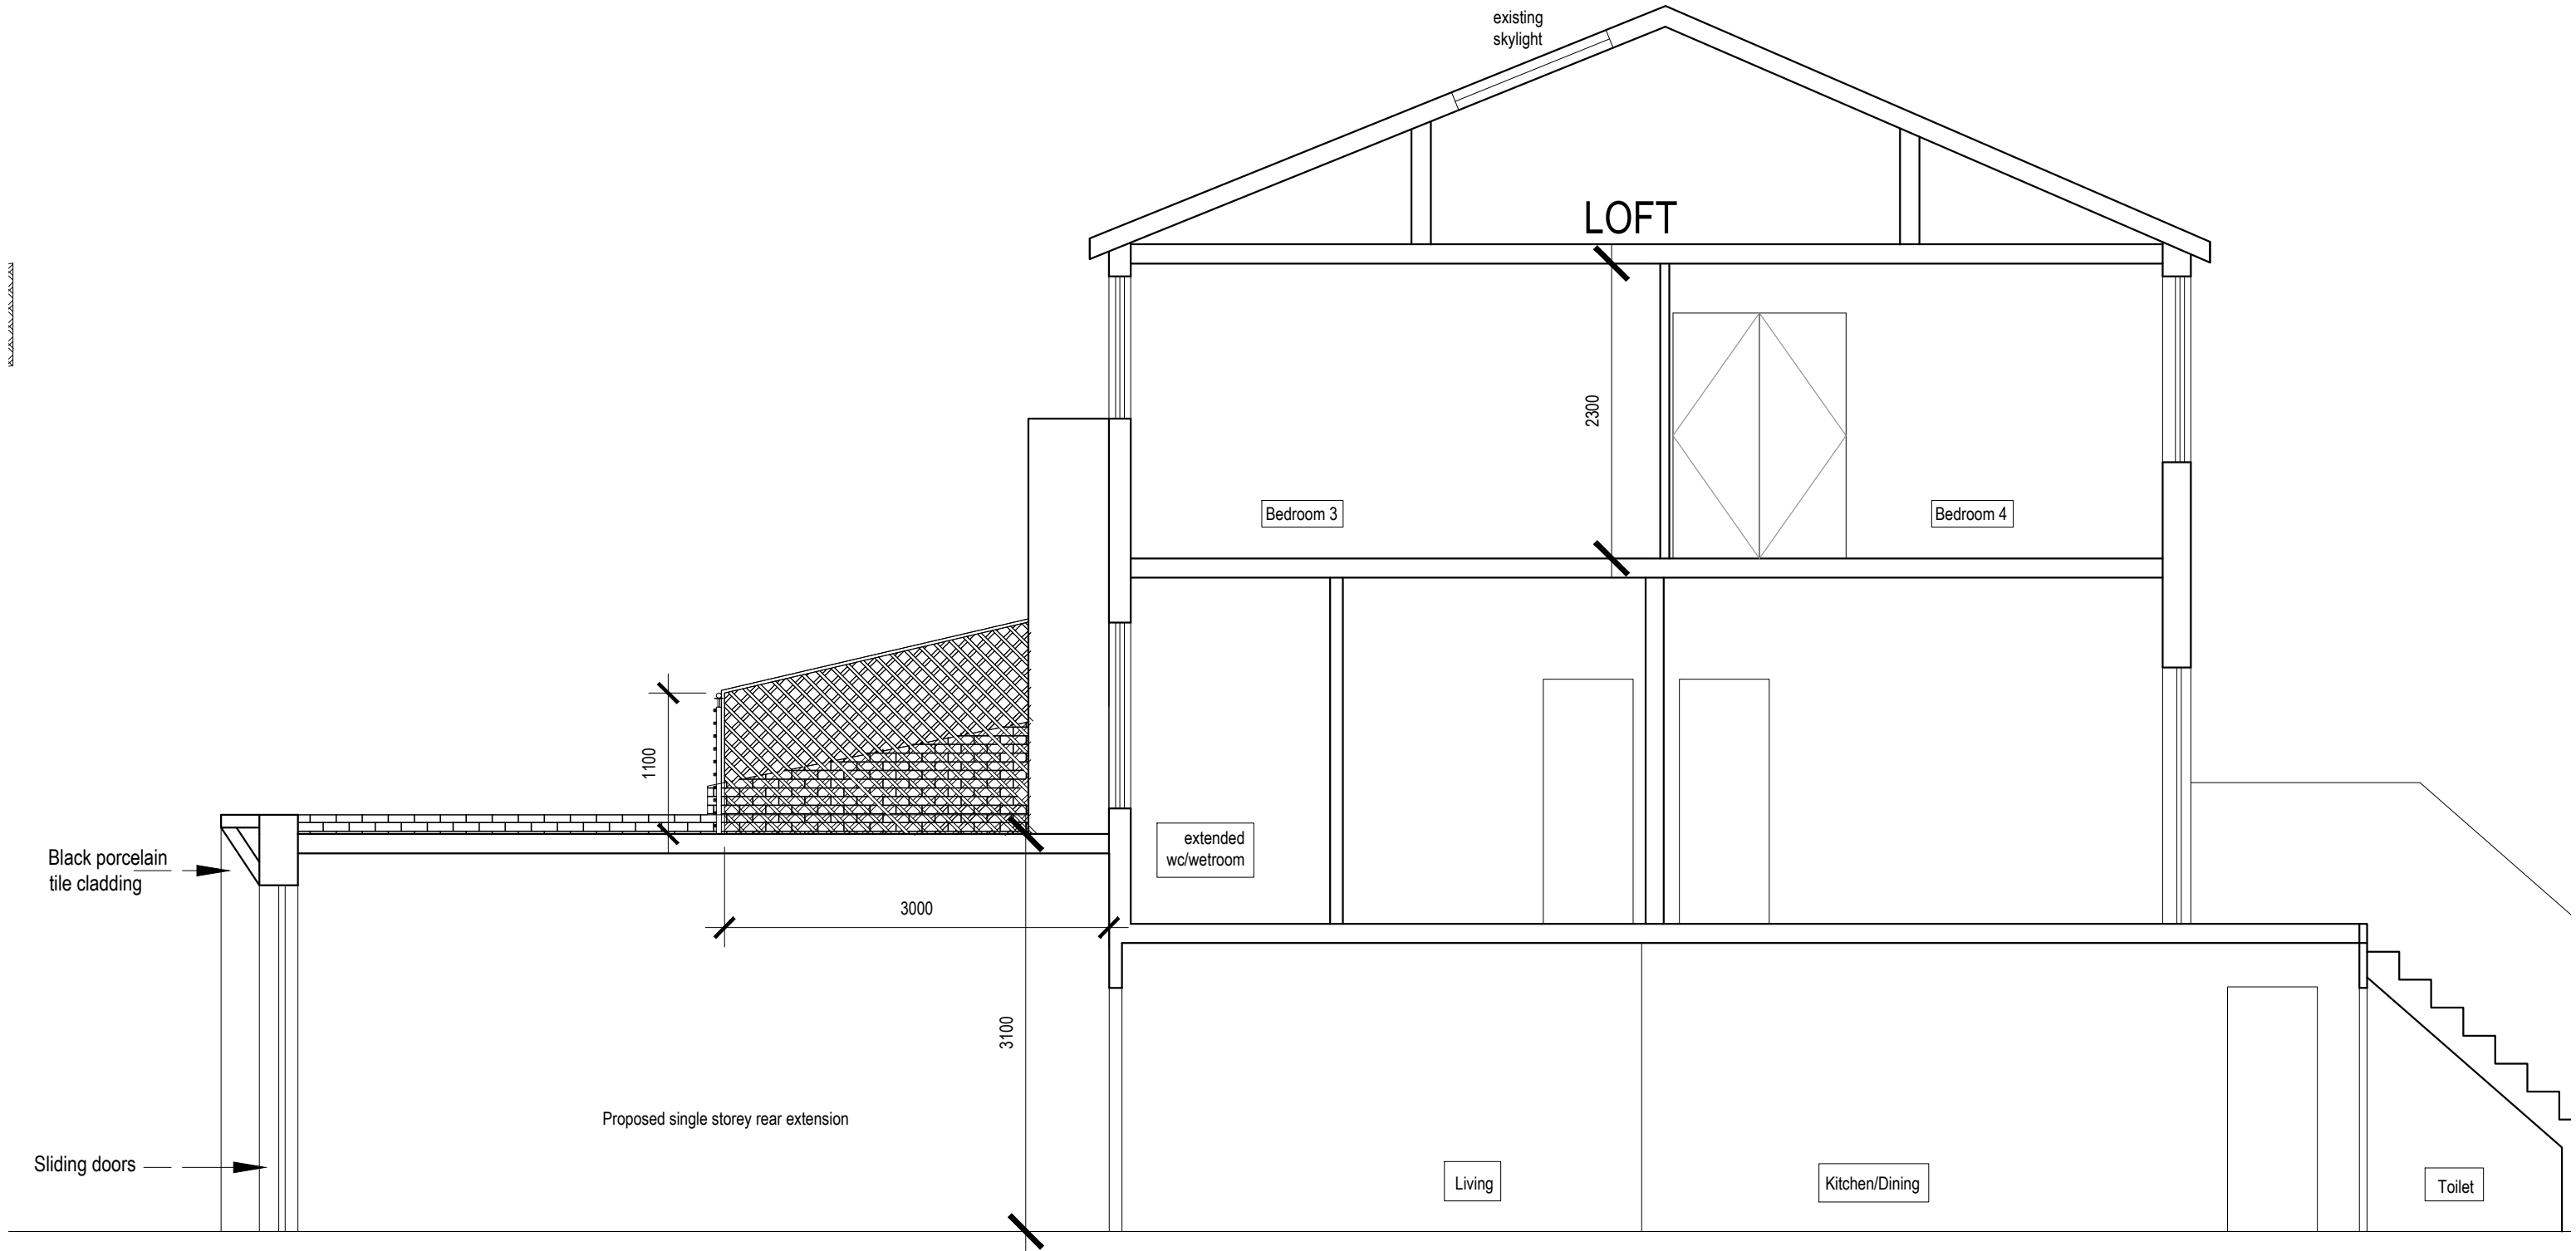 existing
skylight
LOFT
2300
Bedroom 3
Bedroom 4
1100
extended
wc/wetroom
Black porcelain
tile cladding
3000
3100
Proposed single storey rear extension
Sliding doors
Living
Kitchen/Dining
Toilet